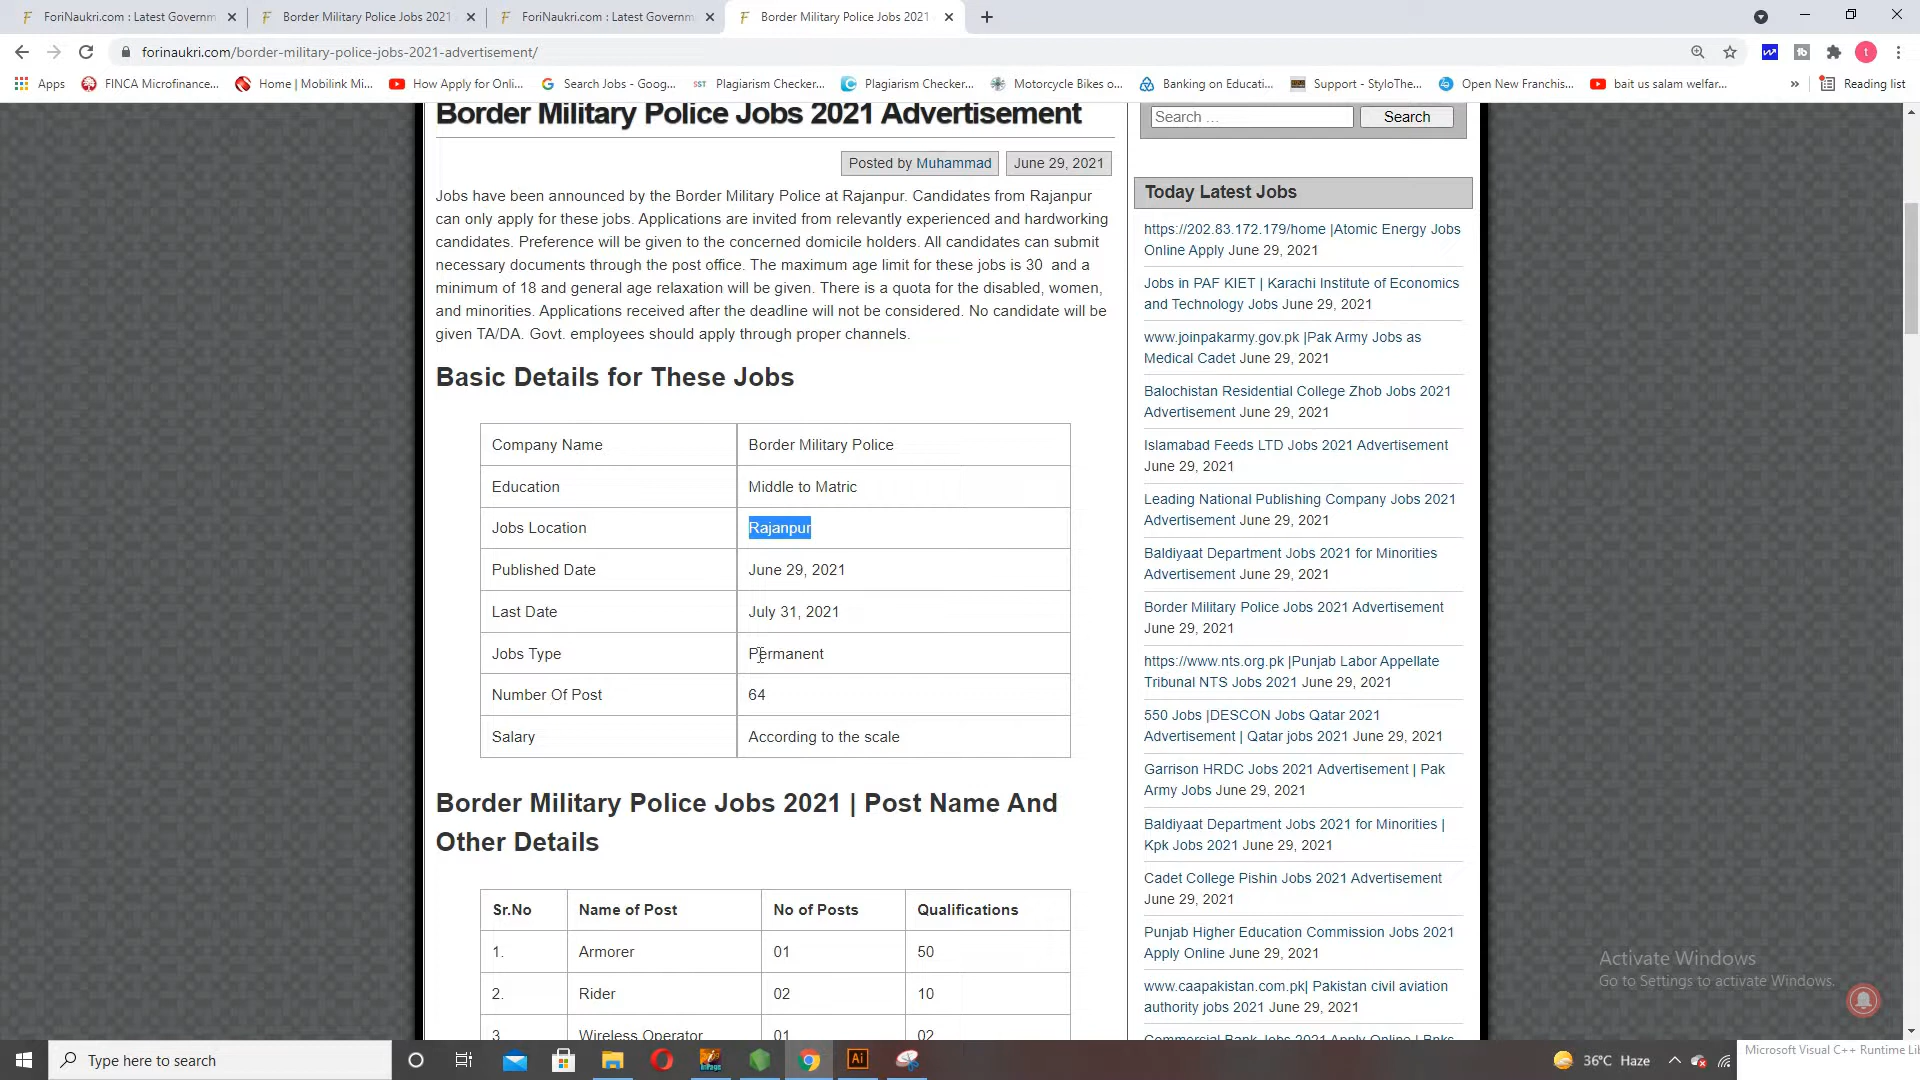 ForiNaukri.com : Latest Governm
Border Military Police Jobs 2021
ForiNaukri.com : Latest Governm
Border Military Police Jobs 2021
forinaukri.com/border-military-police-jobs-2021-advertisement/
t
Apps
FINCA Microfinance...
Home | Mobilink Mi...
How Apply for Onli...
Search Jobs - Goog...
SST
Plagiarism Checker...
Plagiarism Checker...
Motorcycle Bikes o...
Banking on Educati...
Support - StyloThe...
Open New Franchis...
bait us salam welfar...
»
Reading list
Border Military Police Jobs 2021 Advertisement
Posted by Muhammad
June 29, 2021
Jobs have been announced by the Border Military Police at Rajanpur. Candidates from Rajanpur
can only apply for these jobs. Applications are invited from relevantly experienced and hardworking
candidates. Preference will be given to the concerned domicile holders. All candidates can submit
necessary documents through the post office. The maximum age limit for these jobs is 30 and a
minimum of 18 and general age relaxation will be given. There is a quota for the disabled, women,
and minorities. Applications received after the deadline will not be considered. No candidate will be
given TA/DA. Govt. employees should apply through proper channels.
Basic Details for These Jobs
Company Name Border Military Police
Education Middle to Matric
Jobs Location Rajanpur
Published Date June 29, 2021
Last Date July 31, 2021
Jobs Type Permanent
Number Of Post 64
Salary According to the scale
Border Military Police Jobs 2021 | Post Name And
Other Details
Sr.No Name of Post No of Posts Qualifications
1. Armorer 01 50
2. Rider 02 10
3. Wireless Operator 01 02
Search ...
Search
Today Latest Jobs
https://202.83.172.179/home |Atomic Energy Jobs
Online Apply June 29, 2021
Jobs in PAF KIET | Karachi Institute of Economics
and Technology Jobs June 29, 2021
www.joinpakarmy.gov.pk |Pak Army Jobs as
Medical Cadet June 29, 2021
Balochistan Residential College Zhob Jobs 2021
Advertisement June 29, 2021
Islamabad Feeds LTD Jobs 2021 Advertisement
June 29, 2021
Leading National Publishing Company Jobs 2021
Advertisement June 29, 2021
Baldiyaat Department Jobs 2021 for Minorities
Advertisement June 29, 2021
Border Military Police Jobs 2021 Advertisement
June 29, 2021
https://www.nts.org.pk |Punjab Labor Appellate
Tribunal NTS Jobs 2021 June 29, 2021
550 Jobs |DESCON Jobs Qatar 2021
Advertisement | Qatar jobs 2021 June 29, 2021
Garrison HRDC Jobs 2021 Advertisement | Pak
Army Jobs June 29, 2021
Baldiyaat Department Jobs 2021 for Minorities |
Kpk Jobs 2021 June 29, 2021
Cadet College Pishin Jobs 2021 Advertisement
June 29, 2021
Punjab Higher Education Commission Jobs 2021
Apply Online June 29, 2021
www.caapakistan.com.pk| Pakistan civil aviation
authority jobs 2021 June 29, 2021
Commercial Bank Jobs 2021 Apply Online |
Activate Windows
Go to Settings to activate Windows.
Type here to search
Ai
36°C Haze
Microsoft Visual C++ Runtime Lib